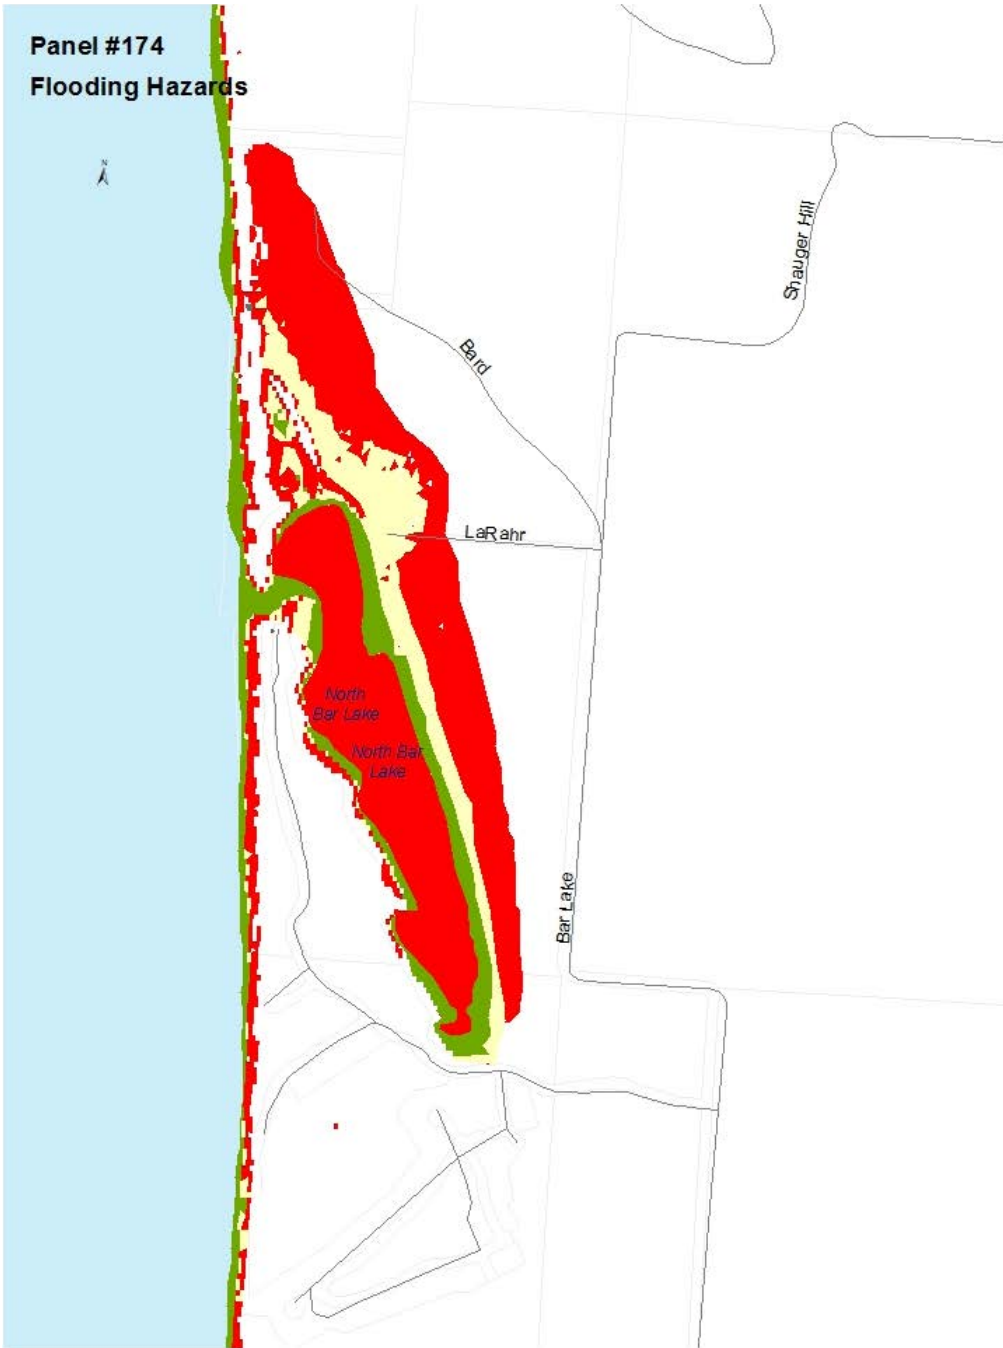 Panel #174
Flooding Hazards
N
Shauger Hill
Bard
LaRahr
North
Bar Lake
North Bar
Lake
Bar Lake